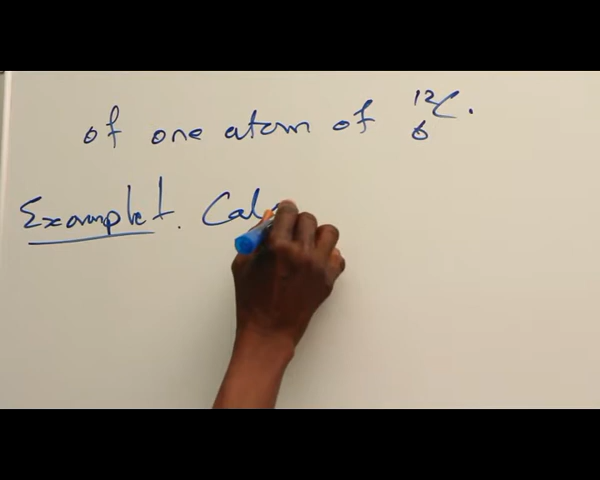 of one atom of ¹²₆C.
Example 1. Cal